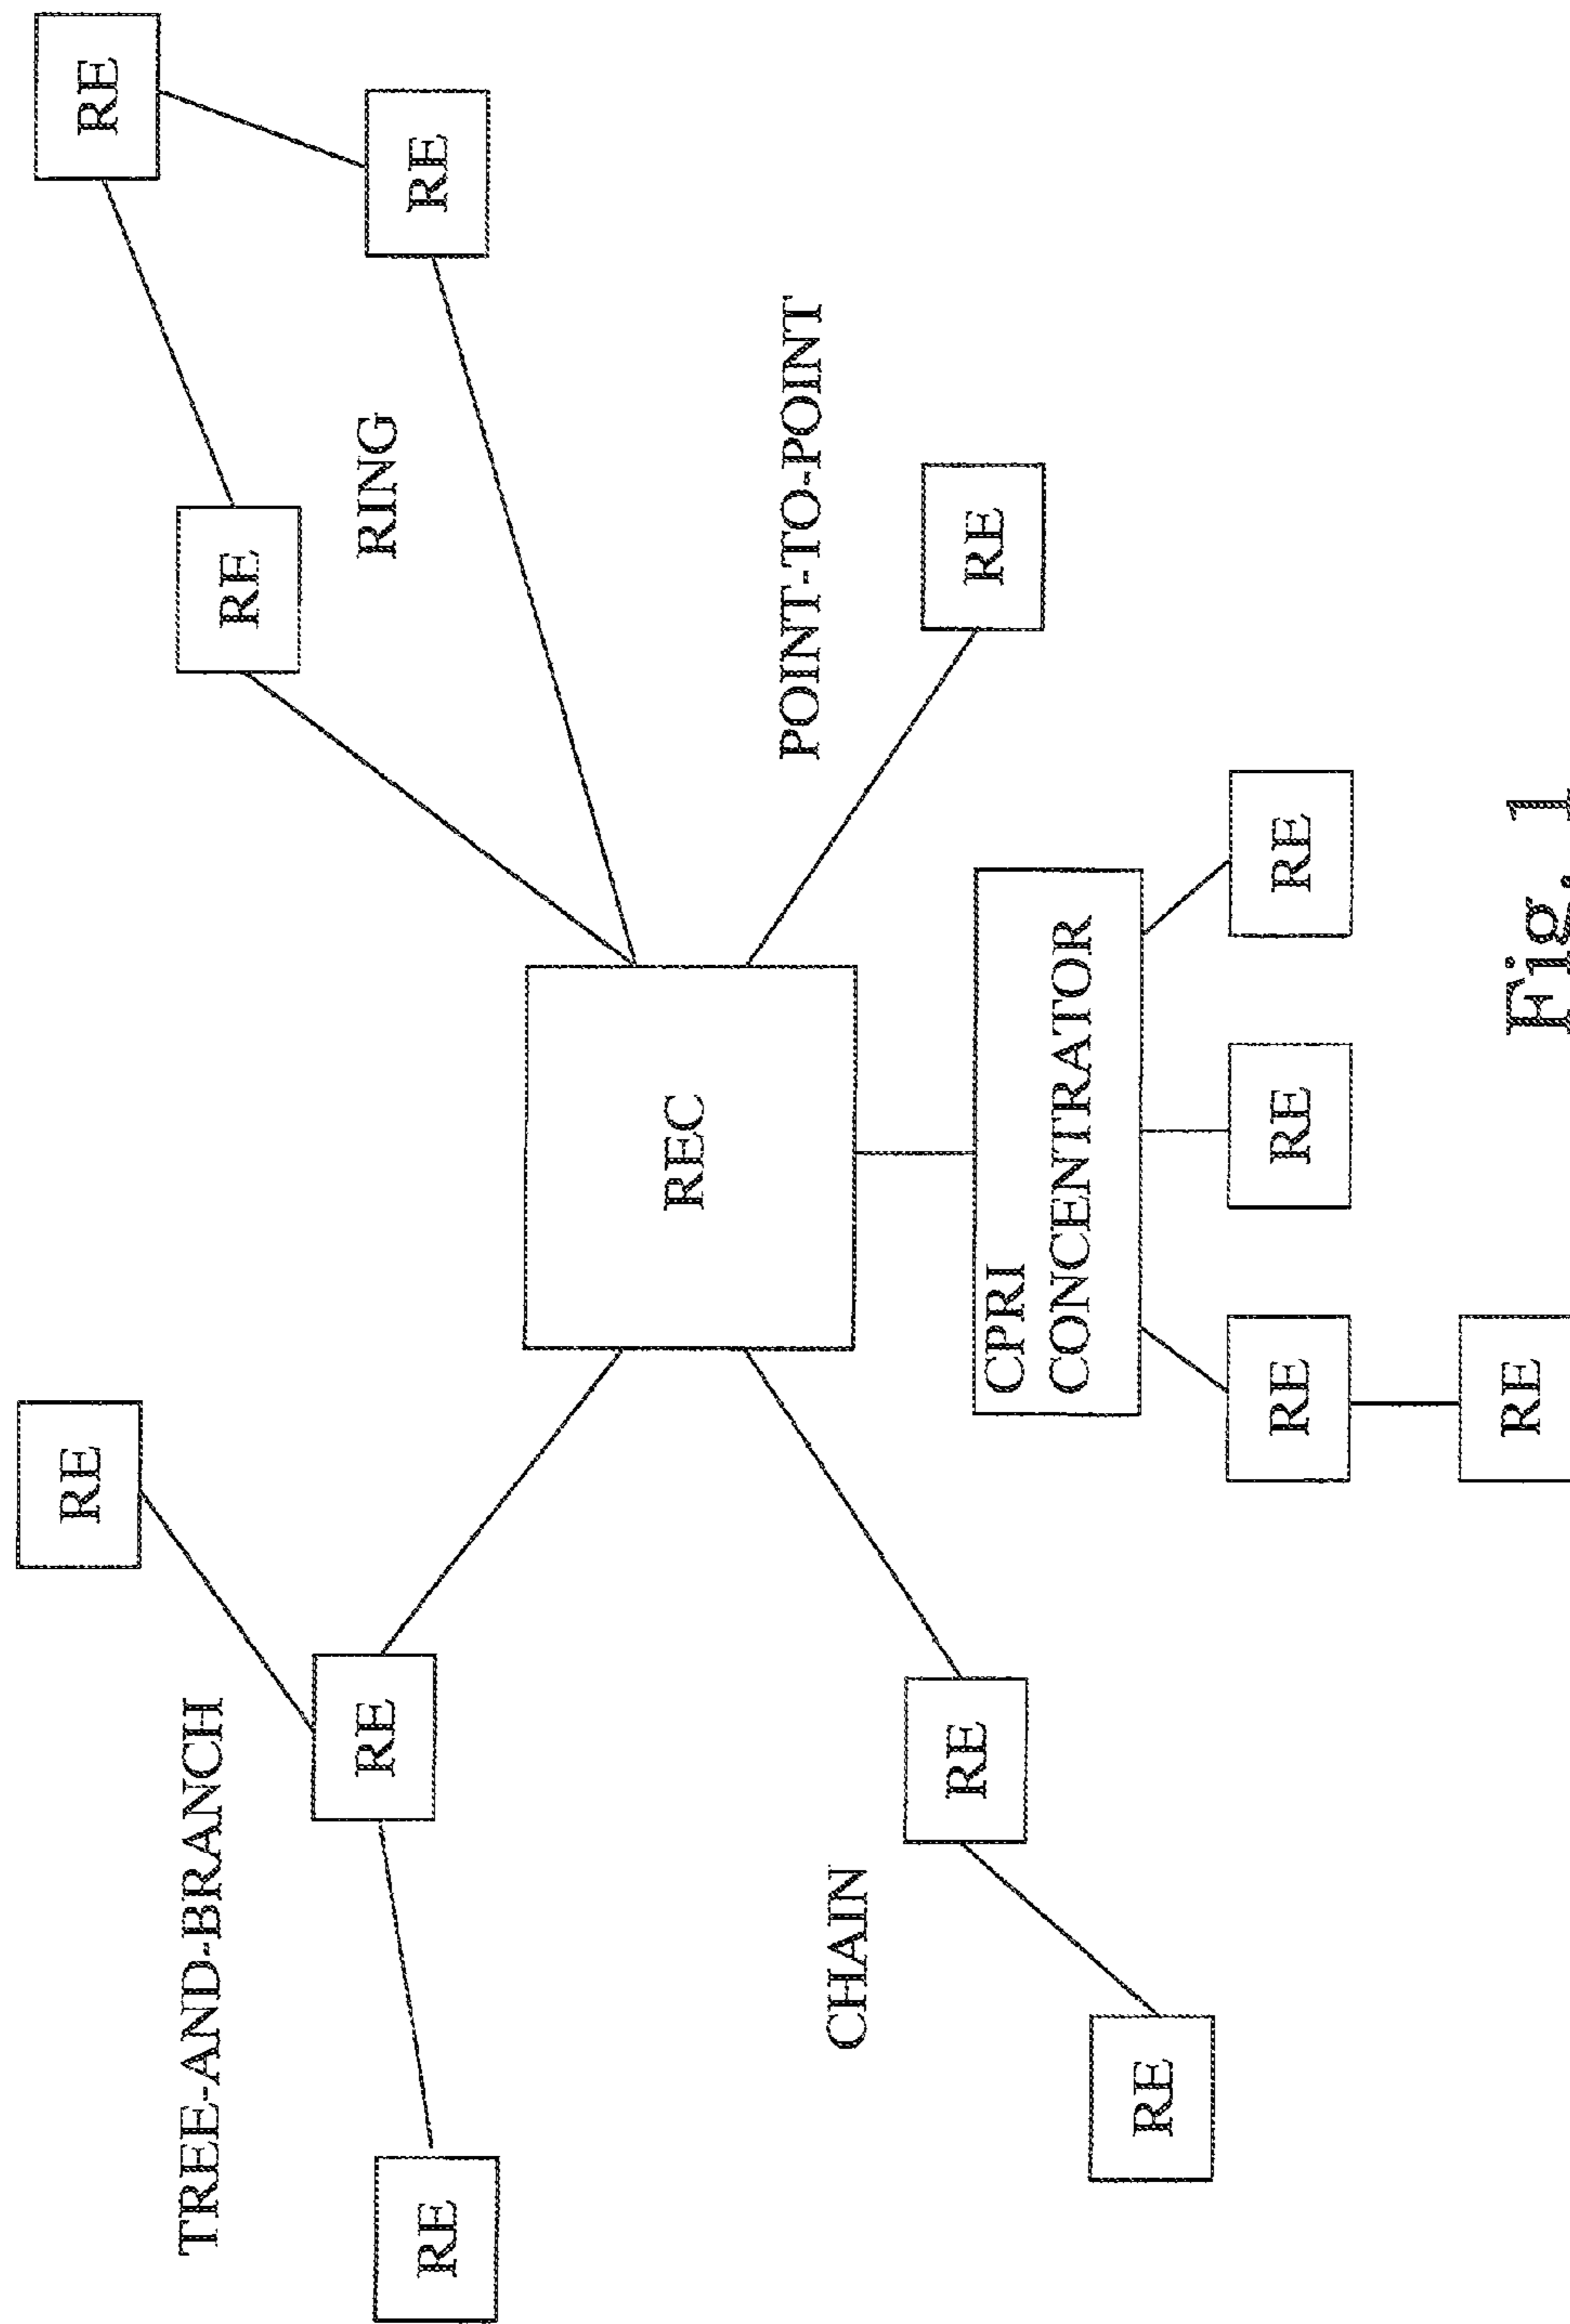 RE
RE
TREE-AND-BRANCH
RE
RE
RING
RE
RE
REC
POINT-TO-POINT
CHAIN
RE
RE
CPRI
CONCENTRATOR
RE
RE
RE
RE
RE
Fig. 1